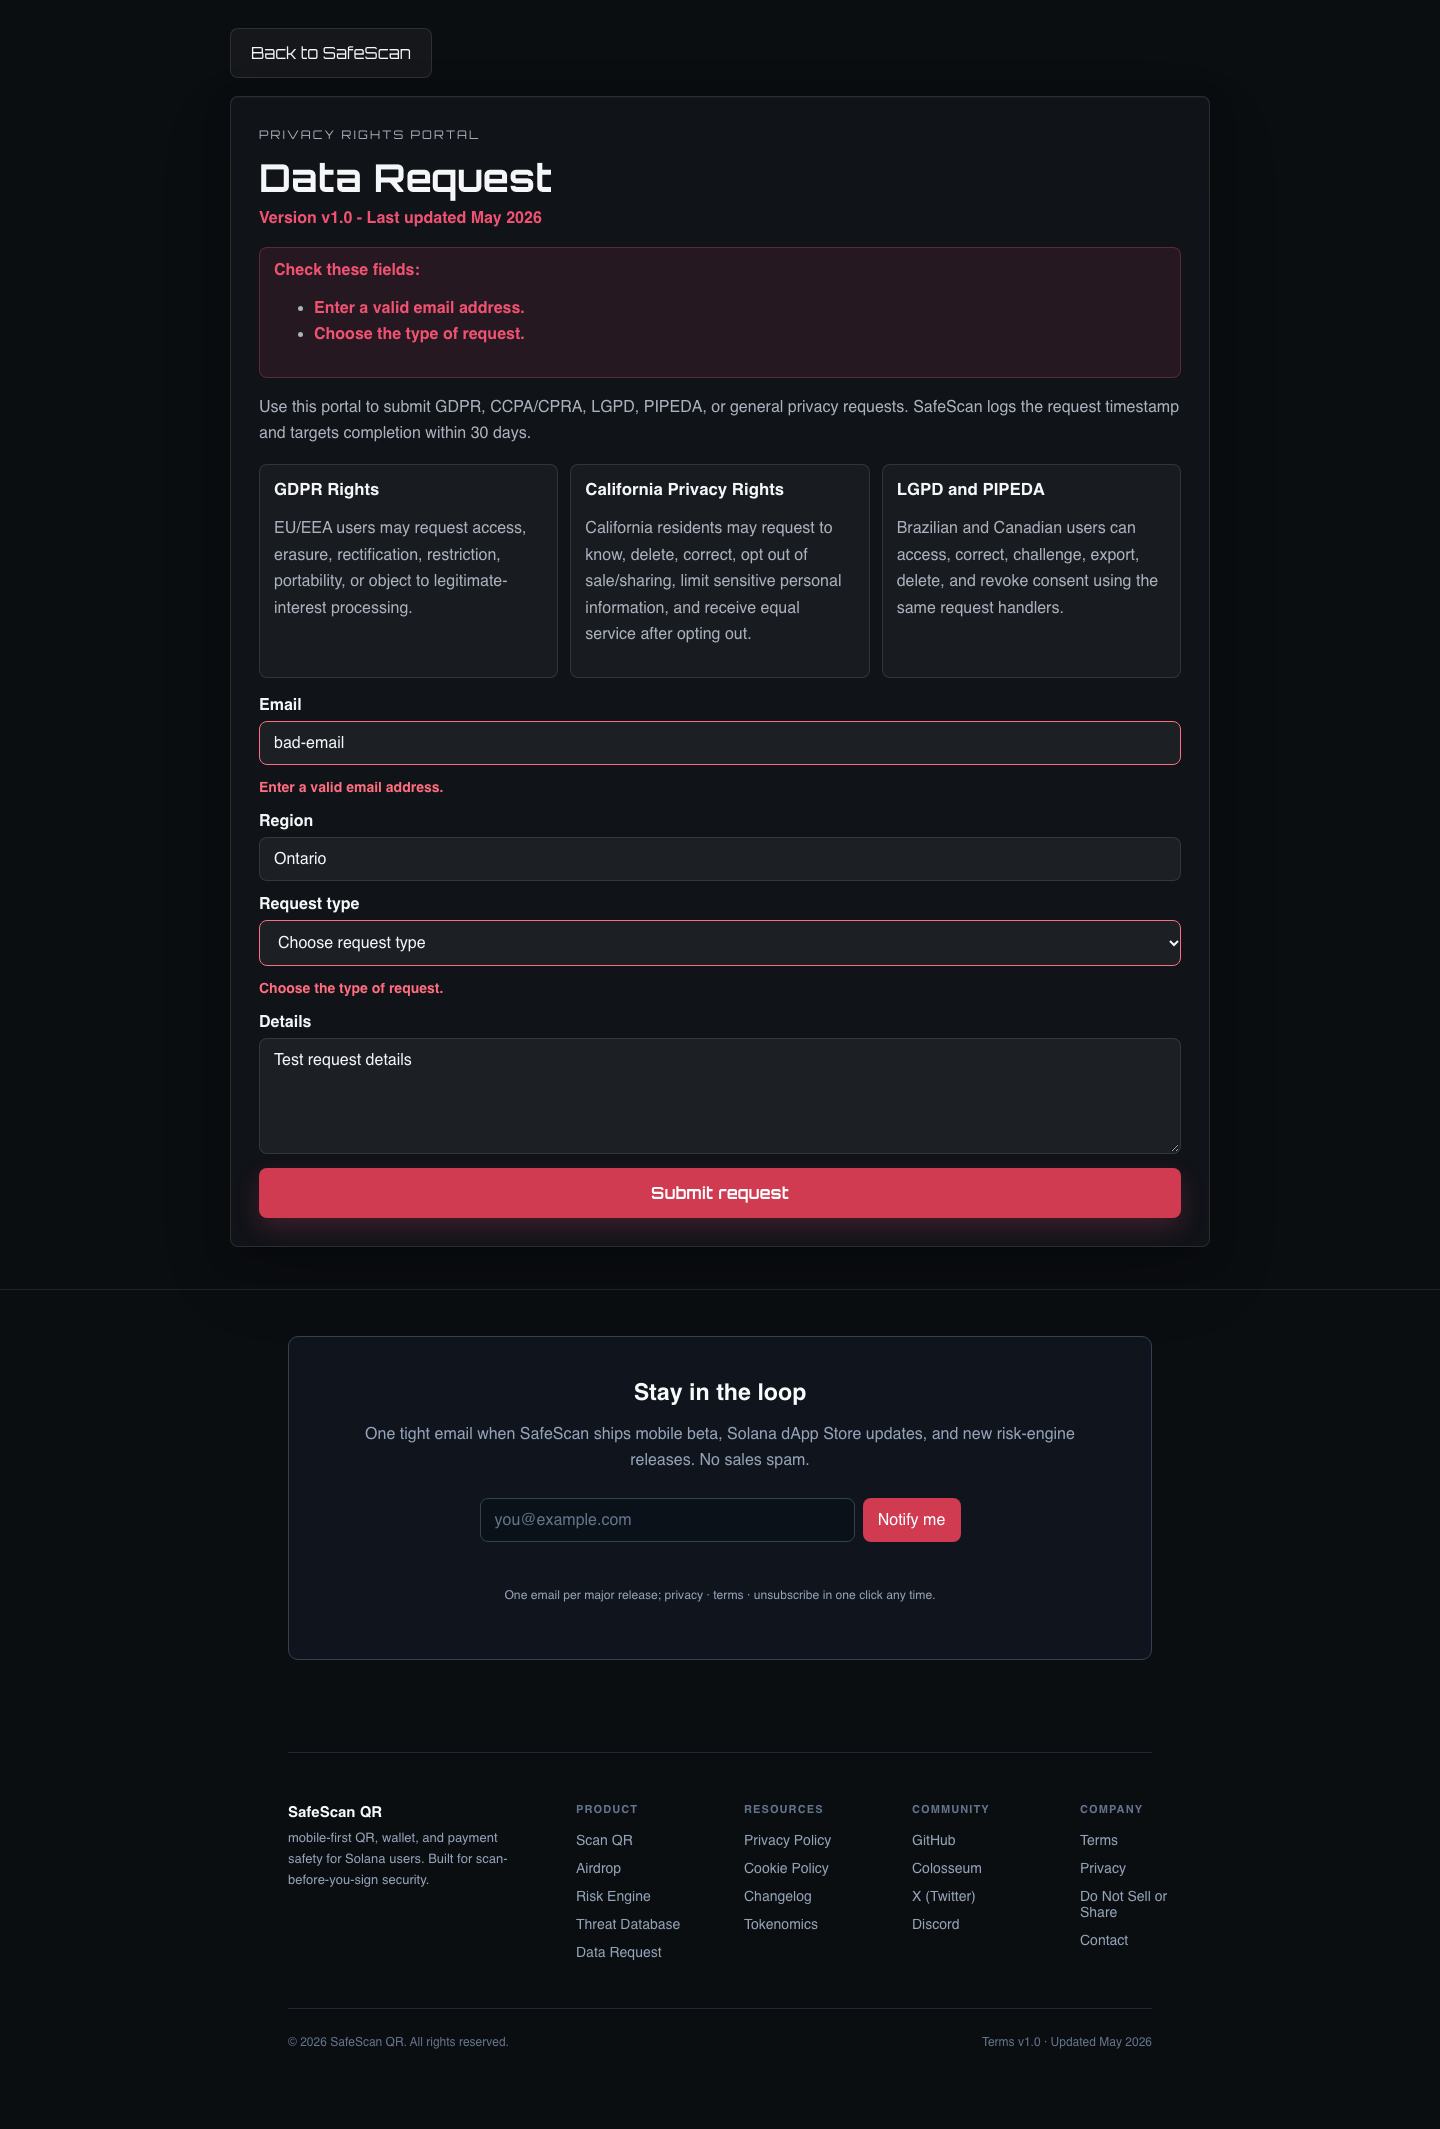 Back to SafeScan
PRIVACY RIGHTS PORTAL
Data Request
Version v1.0 - Last updated May 2026
Check these fields:
Enter a valid email address.
Choose the type of request.
Use this portal to submit GDPR, CCPA/CPRA, LGPD, PIPEDA, or general privacy requests. SafeScan logs the request timestamp
and targets completion within 30 days.
GDPR Rights
EU/EEA users may request access,
erasure, rectification, restriction,
portability, or object to legitimate-
interest processing.
California Privacy Rights
California residents may request to
know, delete, correct, opt out of
sale/sharing, limit sensitive personal
information, and receive equal
service after opting out.
LGPD and PIPEDA
Brazilian and Canadian users can
access, correct, challenge, export,
delete, and revoke consent using the
same request handlers.
Email
bad-email
Enter a valid email address.
Region
Ontario
Request type
Choose request type
Choose the type of request.
Details
Test request details
Submit request
Stay in the loop
One tight email when SafeScan ships mobile beta, Solana dApp Store updates, and new risk-engine
releases. No sales spam.
you@example.com
Notify me
One email per major release; privacy · terms · unsubscribe in one click any time.
SafeScan QR
mobile-first QR, wallet, and payment
safety for Solana users. Built for scan-
before-you-sign security.
PRODUCT
Scan QR
Airdrop
Risk Engine
Threat Database
Data Request
RESOURCES
Privacy Policy
Cookie Policy
Changelog
Tokenomics
COMMUNITY
GitHub
Colosseum
X (Twitter)
Discord
COMPANY
Terms
Privacy
Do Not Sell or
Share
Contact
© 2026 SafeScan QR. All rights reserved.
Terms v1.0 · Updated May 2026